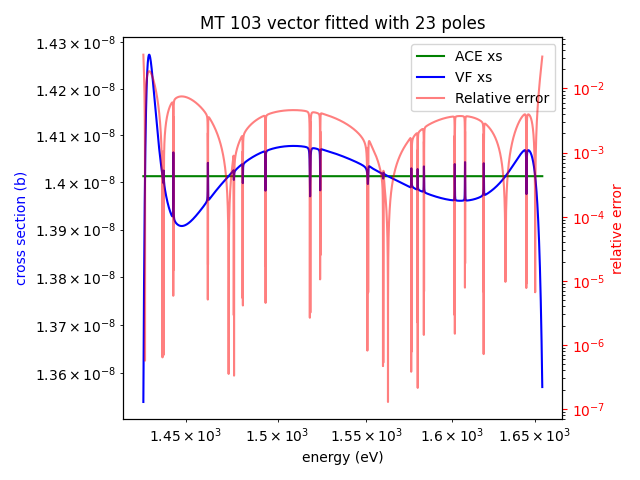 MT 103 vector fitted with 23 poles
ACE xs
VF xs
Relative error
1.43 × 10⁻⁸
1.42 × 10⁻⁸
1.41 × 10⁻⁸
1.4 × 10⁻⁸
1.39 × 10⁻⁸
1.38 × 10⁻⁸
1.37 × 10⁻⁸
1.36 × 10⁻⁸
cross section (b)
10⁻²
10⁻³
10⁻⁴
10⁻⁵
10⁻⁶
10⁻⁷
relative error
1.45 × 10³ 1.5 × 10³ 1.55 × 10³ 1.6 × 10³ 1.65 × 10³
energy (eV)